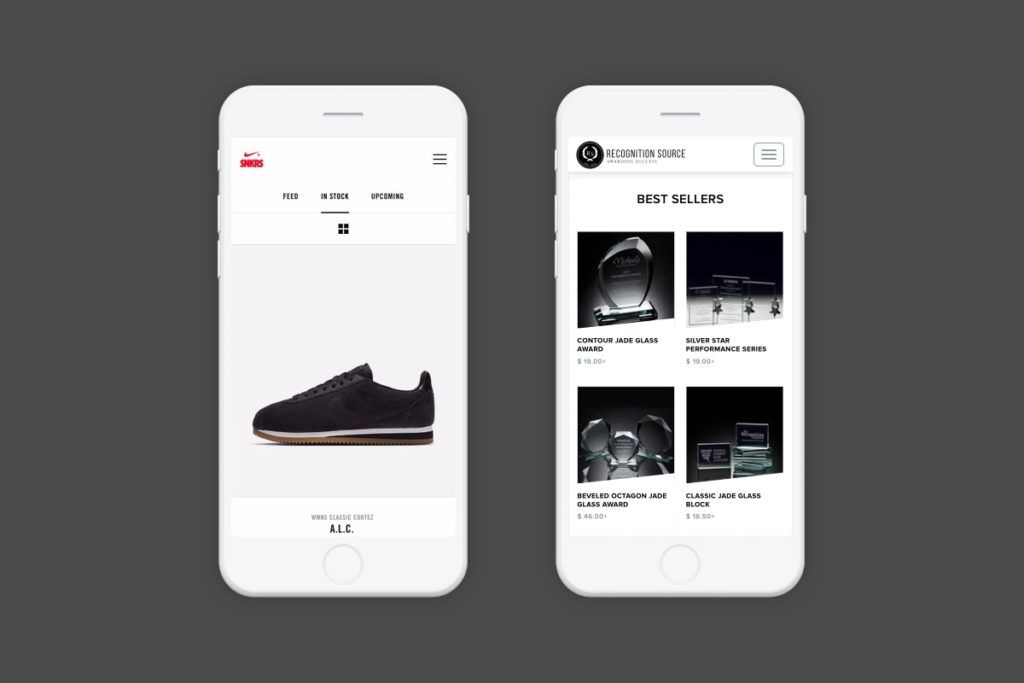 SNKRS
FEED
IN STOCK
UPCOMING
WMNS CLASSIC CORTEZ
A.L.C.
RS
RECOGNITION SOURCE
AWARDING SUCCESS
BEST SELLERS
CONTOUR JADE GLASS
AWARD
$ 19.00+
SILVER STAR
PERFORMANCE SERIES
$ 19.00+
BEVELED OCTAGON JADE
GLASS AWARD
$ 46.00+
CLASSIC JADE GLASS
BLOCK
$ 16.50+